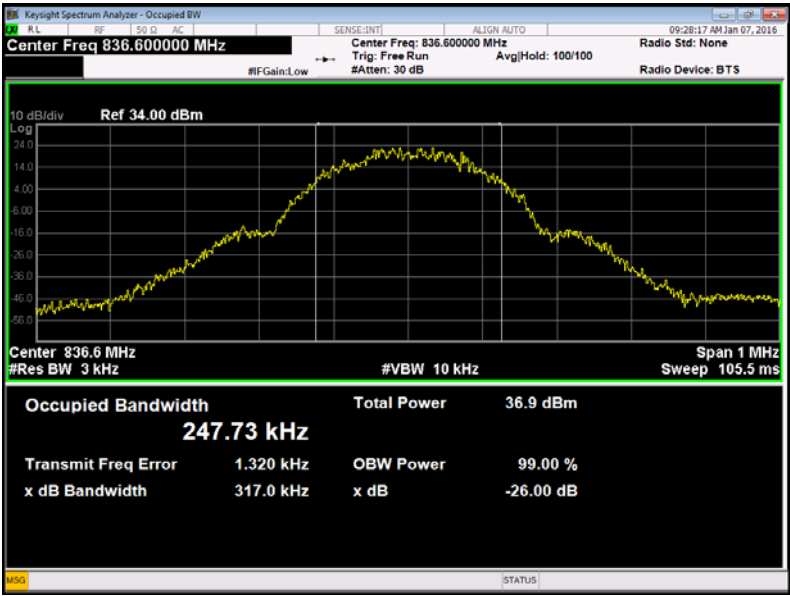 Keysight Spectrum Analyzer - Occupied BW
RL RF 50 Ω AC SENSE:INT ALIGN AUTO 09:28:17 AM Jan 07, 2016
Center Freq 836.600000 MHz Center Freq: 836.600000 MHz Radio Std: None
Trig: Free Run Avg|Hold: 100/100
#IFGain:Low #Atten: 30 dB Radio Device: BTS
10 dB/div Ref 34.00 dBm
Log
24.0
14.0
4.00
-6.00
-16.0
-26.0
-36.0
-46.0
-56.0
Center 836.6 MHz Span 1 MHz
#Res BW 3 kHz #VBW 10 kHz Sweep 105.5 ms
Occupied Bandwidth Total Power 36.9 dBm
247.73 kHz
Transmit Freq Error 1.320 kHz OBW Power 99.00 %
x dB Bandwidth 317.0 kHz x dB -26.00 dB
MSG STATUS